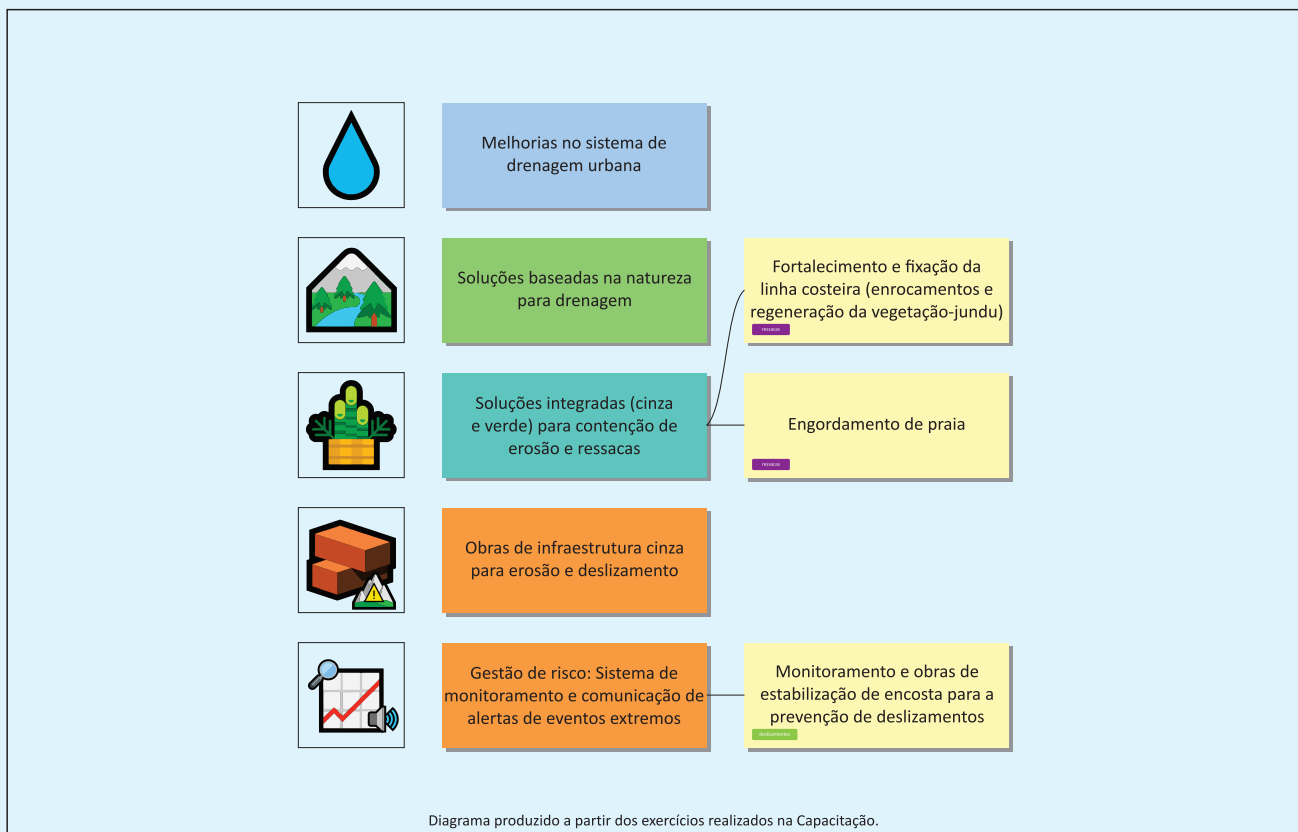 Melhorias no sistema de
drenagem urbana
Soluções baseadas na natureza
para drenagem
Fortalecimento e fixação da
linha costeira (enrocamentos e
regeneração da vegetação-jundu)
ressacas
Soluções integradas (cinza
e verde) para contenção de
erosão e ressacas
Engordamento de praia
ressacas
Obras de infraestrutura cinza
para erosão e deslizamento
Gestão de risco: Sistema de
monitoramento e comunicação de
alertas de eventos extremos
Monitoramento e obras de
estabilização de encosta para a
prevenção de deslizamentos
deslizamentos
Diagrama produzido a partir dos exercícios realizados na Capacitação.